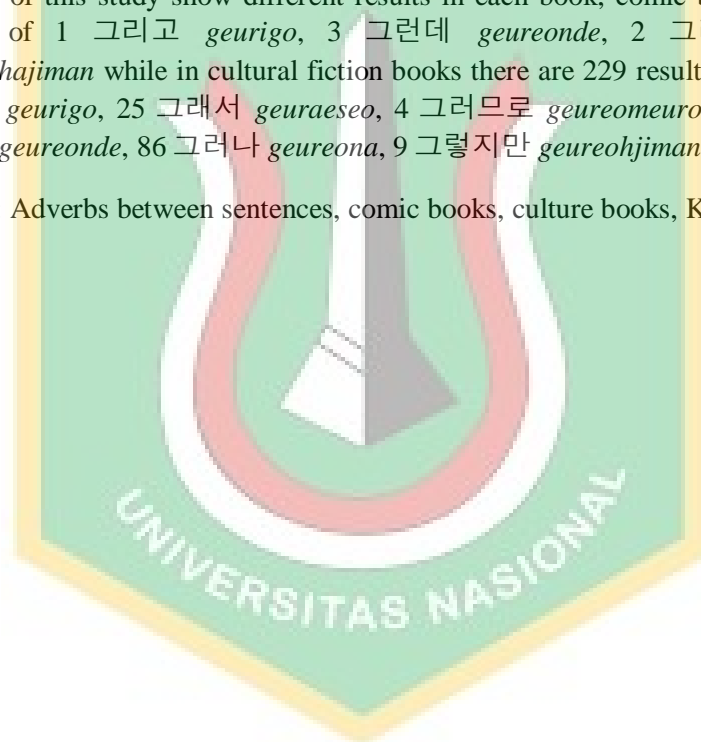 of this study show different results in each book, comic b
of 1 그리고 geurigo, 3 그런데 geureonde, 2 그
hajiman while in cultural fiction books there are 229 result
geurigo, 25 그래서 geuraeseo, 4 그러므로 geureomeuro
geureonde, 86 그러나 geureona, 9 그렇지만 geureohjiman
Adverbs between sentences, comic books, culture books, K
UNIVERSITAS NASIONAL